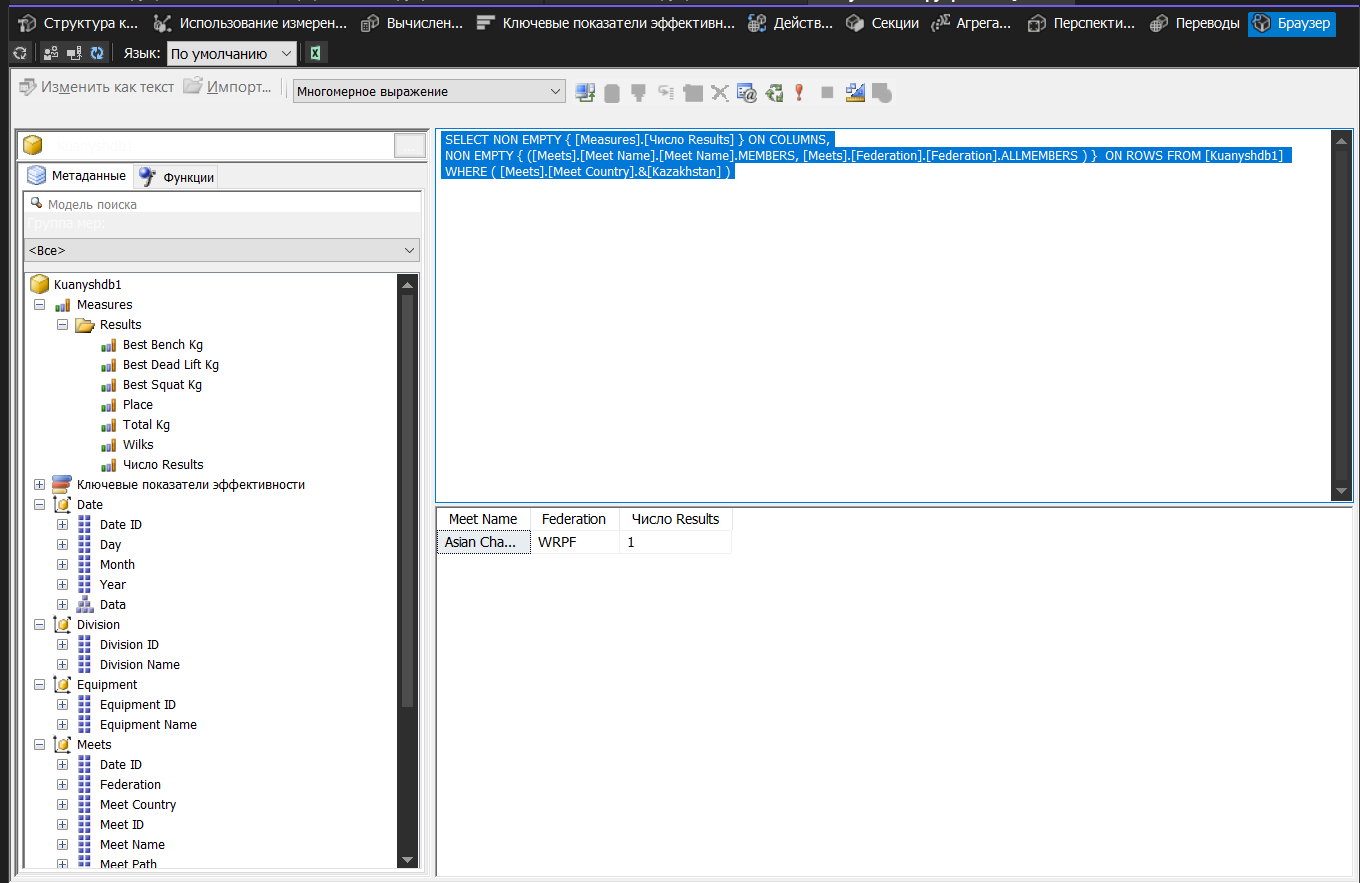 Структура к... Использование измерен... Вычислен... Ключевые показатели эффективн... Действ... Секции Агрега... Перспекти... Переводы Браузер
Язык: По умолчанию
Изменить как текст Импорт... Многомерное выражение
Kuanyshdb1 ...
Метаданные Функции
Модель поиска
Группа мер:
<Все>
Kuanyshdb1
Measures
Results
Best Bench Kg
Best Dead Lift Kg
Best Squat Kg
Place
Total Kg
Wilks
Число Results
Ключевые показатели эффективности
Date
Date ID
Day
Month
Year
Data
Division
Division ID
Division Name
Equipment
Equipment ID
Equipment Name
Meets
Date ID
Federation
Meet Country
Meet ID
Meet Name
Meet Path
SELECT NON EMPTY { [Measures].[Число Results] } ON COLUMNS,
NON EMPTY { ([Meets].[Meet Name].[Meet Name].MEMBERS, [Meets].[Federation].[Federation].ALLMEMBERS ) } ON ROWS FROM [Kuanyshdb1]
WHERE ( [Meets].[Meet Country].&[Kazakhstan] )
Meet Name Federation Число Results
Asian Cha... WRPF 1